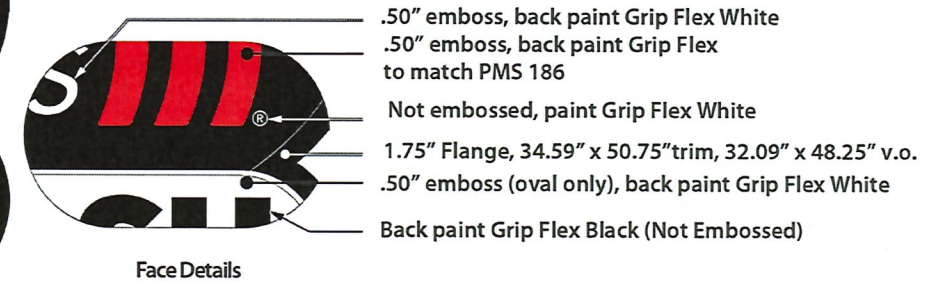 .50” emboss, back paint Grip Flex White
.50” emboss, back paint Grip Flex
to match PMS 186
S
®
Not embossed, paint Grip Flex White
1.75” Flange, 34.59” x 50.75”trim, 32.09” x 48.25” v.o.
.50” emboss (oval only), back paint Grip Flex White
Back paint Grip Flex Black (Not Embossed)
Face Details